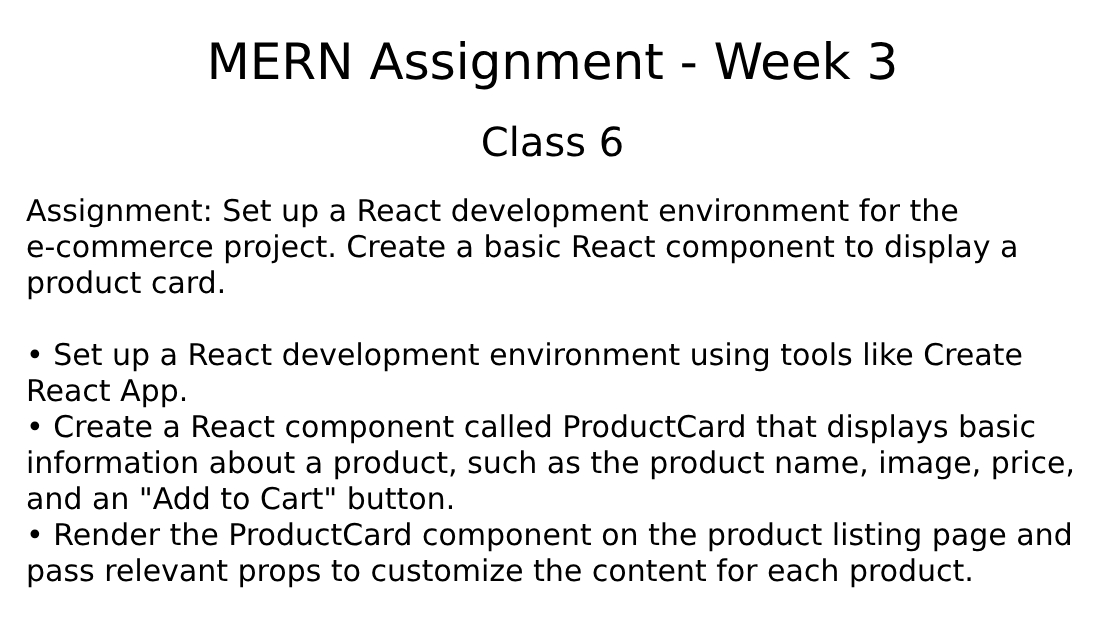 MERN Assignment - Week 3
Class 6
Assignment: Set up a React development environment for the
e-commerce project. Create a basic React component to display a
product card.
• Set up a React development environment using tools like Create
React App.
• Create a React component called ProductCard that displays basic
information about a product, such as the product name, image, price,
and an "Add to Cart" button.
• Render the ProductCard component on the product listing page and
pass relevant props to customize the content for each product.